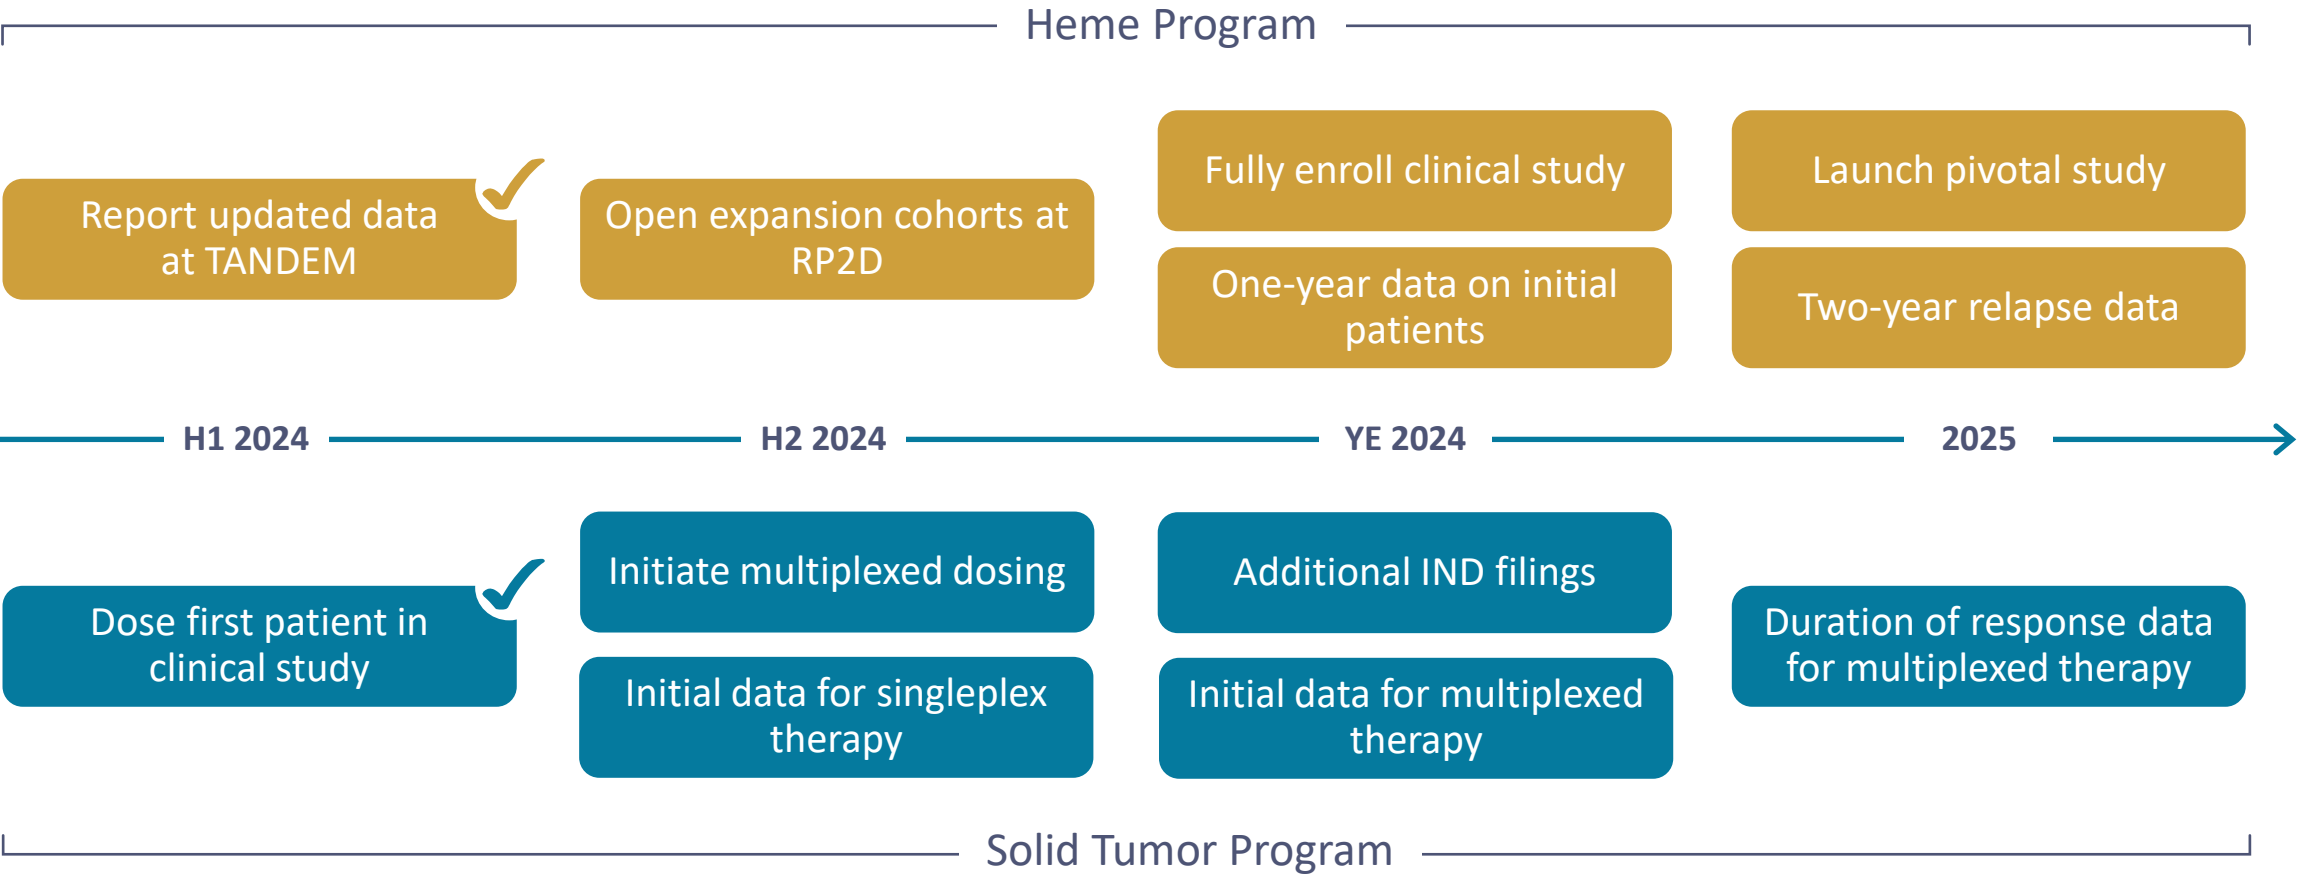 Heme Program
Report updated data
at TANDEM
Open expansion cohorts at
RP2D
Fully enroll clinical study
One-year data on initial
patients
Launch pivotal study
Two-year relapse data
H1 2024
H2 2024
YE 2024
2025
Dose first patient in
clinical study
Initiate multiplexed dosing
Initial data for singleplex
therapy
Additional IND filings
Initial data for multiplexed
therapy
Duration of response data
for multiplexed therapy
Solid Tumor Program